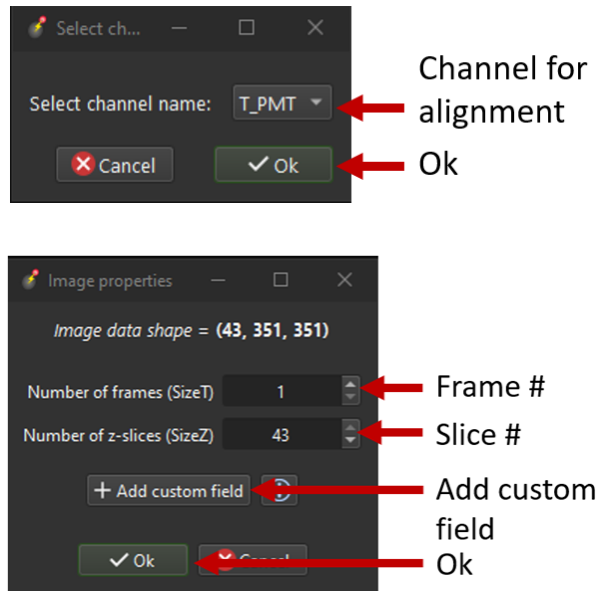 Select ch...
Select channel name: T_PMT
Channel for
alignment
Cancel Ok
Ok
Image properties
Image data shape = (43, 351, 351)
Number of frames (SizeT) 1
Frame #
Number of z-slices (SizeZ) 43
Slice #
+ Add custom field
Add custom
field
Ok Cancel
Ok